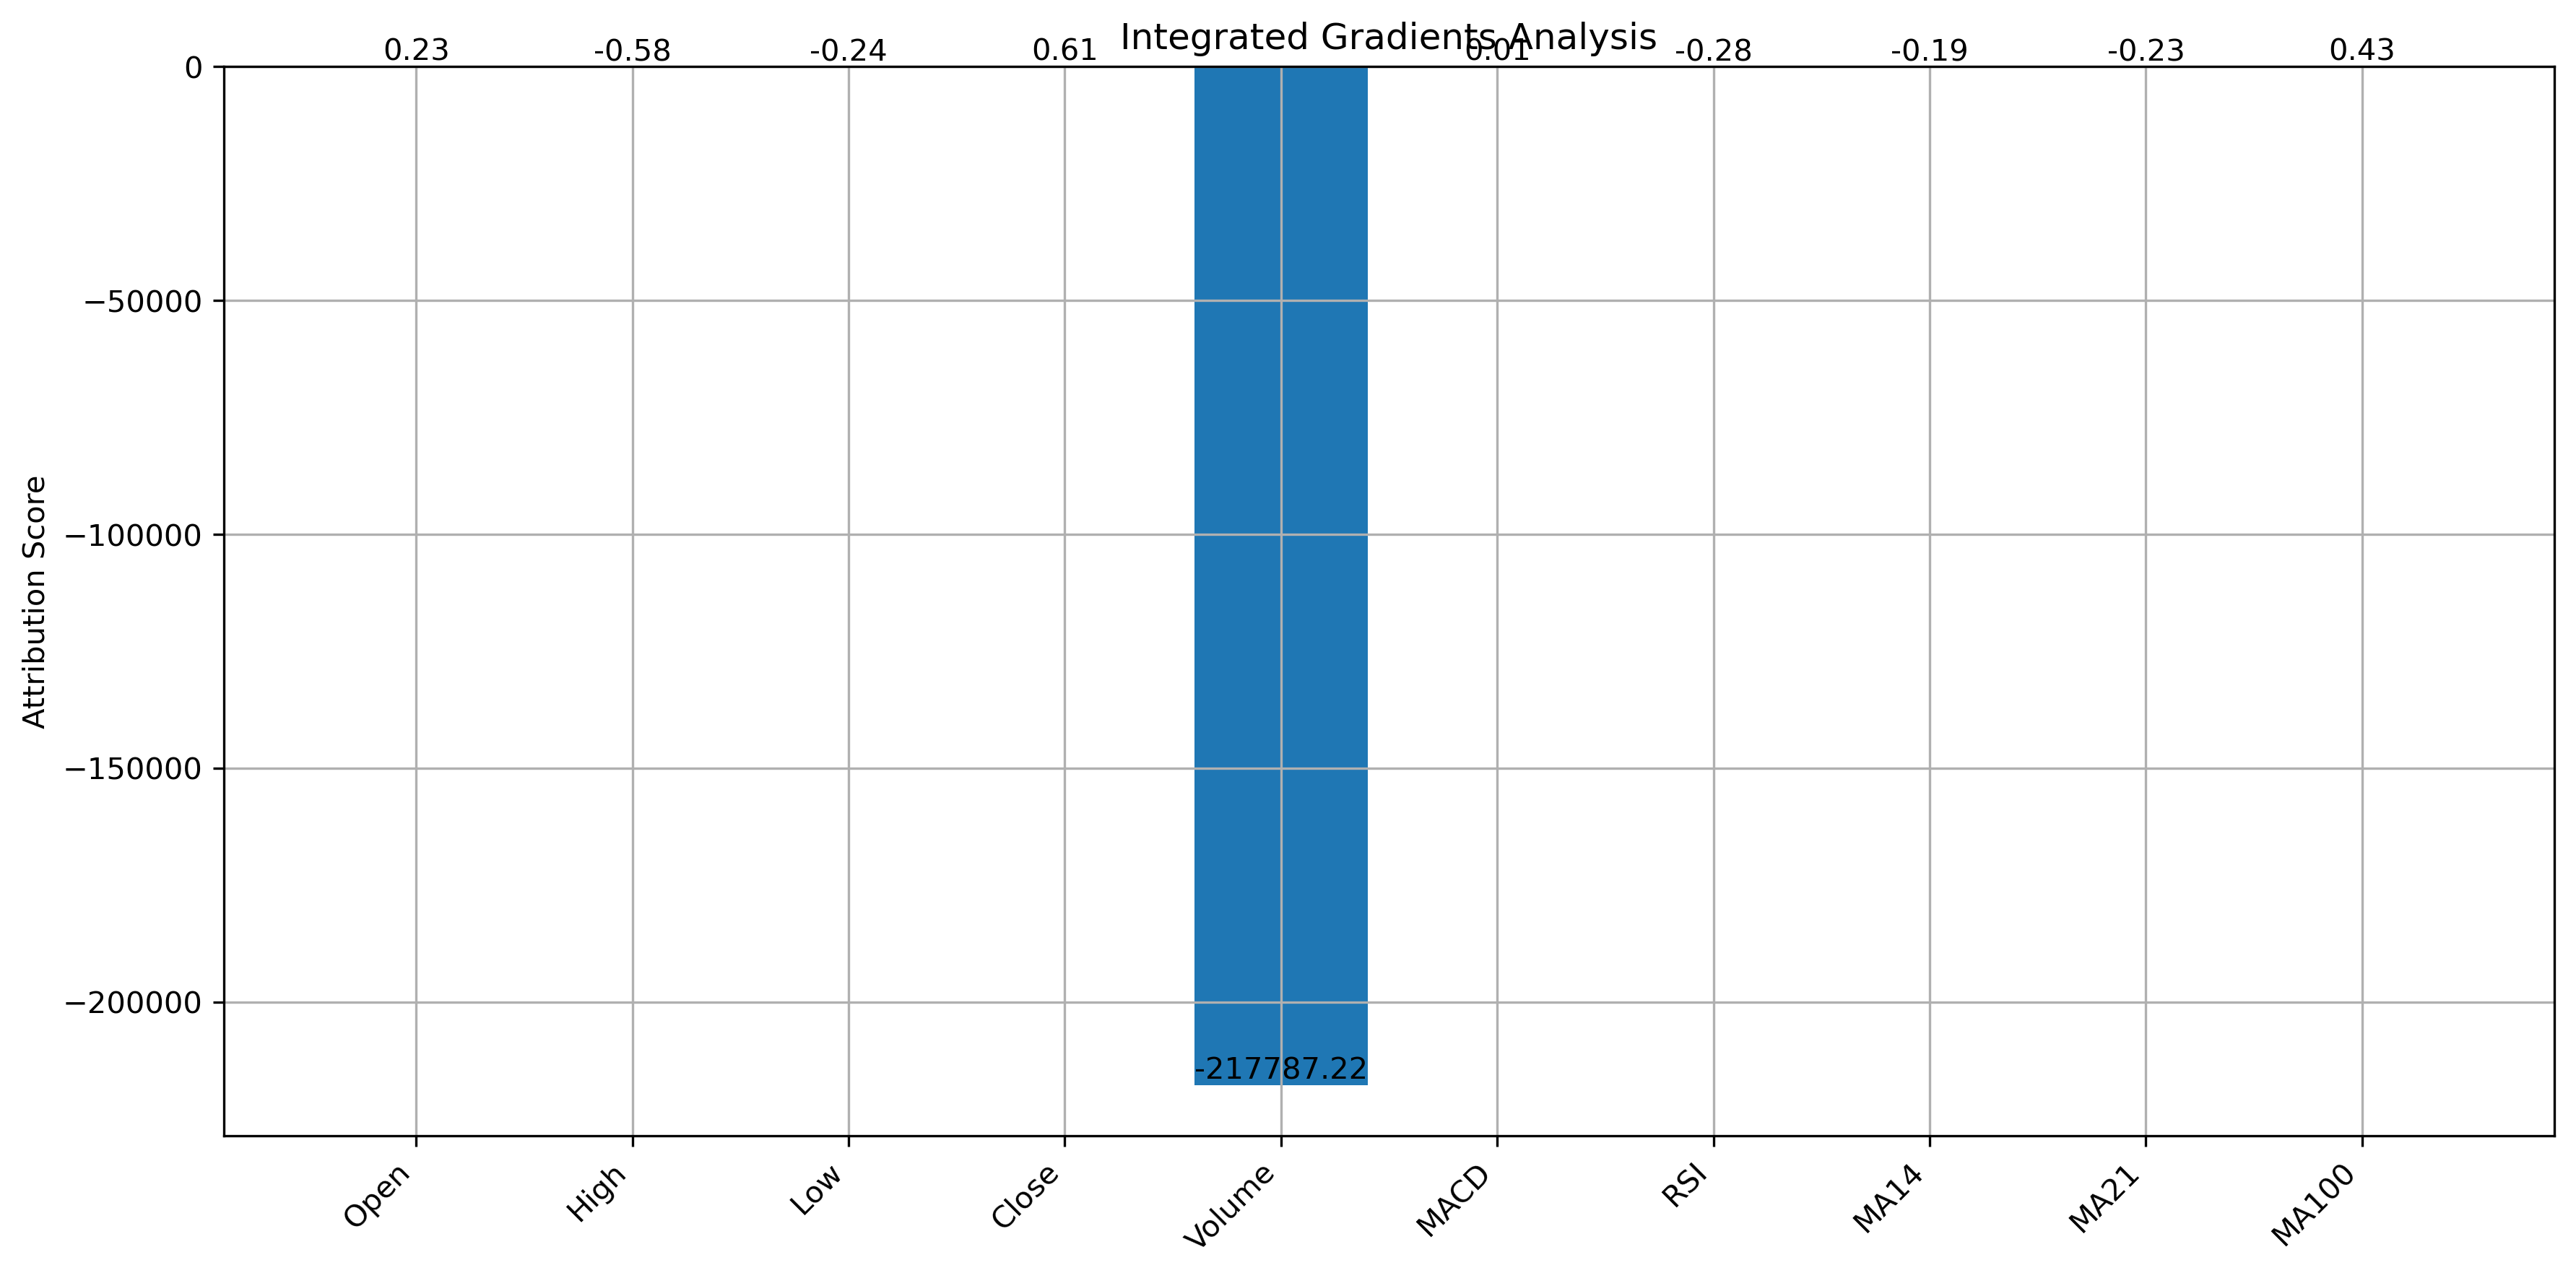 Integrated Gradients Analysis
0.23 -0.58 -0.24 0.61 0.01 -0.28 -0.19 -0.23 0.43
0
−50000
−100000
−150000
−200000
Attribution Score
-217787.22
Open High Low Close Volume MACD RSI MA14 MA21 MA100